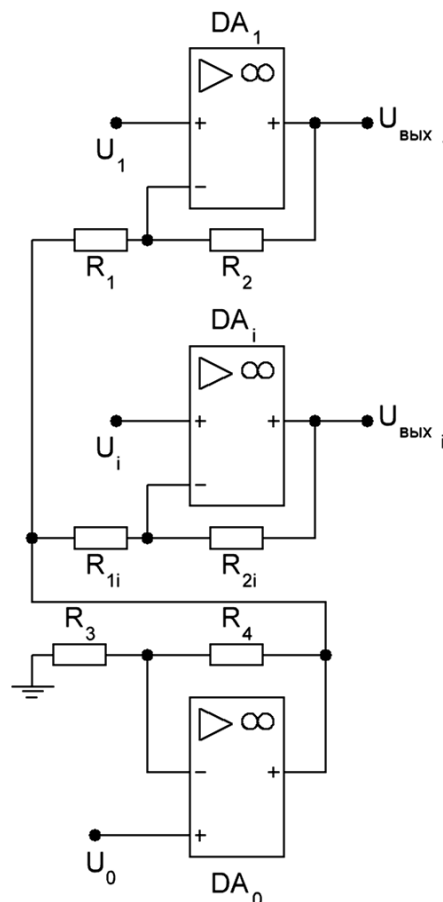 DA1
▷ ∞
+ +
U1
Uвых
−
R1 R2
DAi
▷ ∞
+ +
Ui
Uвых i
−
R1i R2i
R3 R4
▷ ∞
− +
+
U0
DA0